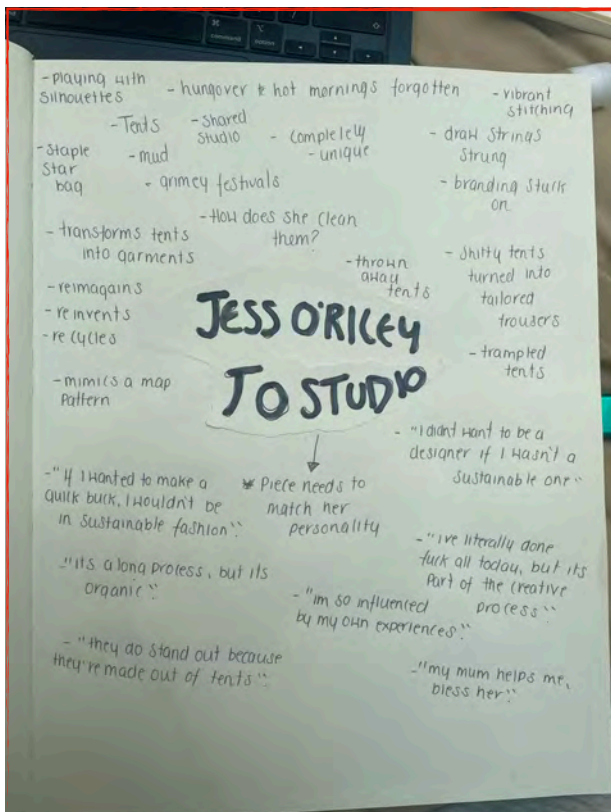 command
option
- playing with
silhouettes
- hungover & hot mornings forgotten
- vibrant
stitching
- Tents
- shared
studio
- completely
- unique
- draw strings
strung
- staple
star
bag
- mud
- grimey festivals
- branding stuck
on
- How does she clean
them?
- transforms tents
into garments
- thrown
away
tents
- shitty tents
turned into
tailored
trousers
- reimagains
- reinvents
- recycles
JESS O'RILEY
JO STUDIO
- trampled
tents
- mimics a map
pattern
- "I didnt want to be a
designer if I wasn't a
sustainable one"
- "If I wanted to make a
quick buck, I wouldn't be
in sustainable fashion"
* Piece needs to
match her
personality
- "ive literally done
fuck all today, but its
part of the creative
process"
- "its a long process, but its
organic"
- "im so influenced
by my own experiences"
- "they do stand out because
they're made out of tents"
- "my mum helps me,
bless her"